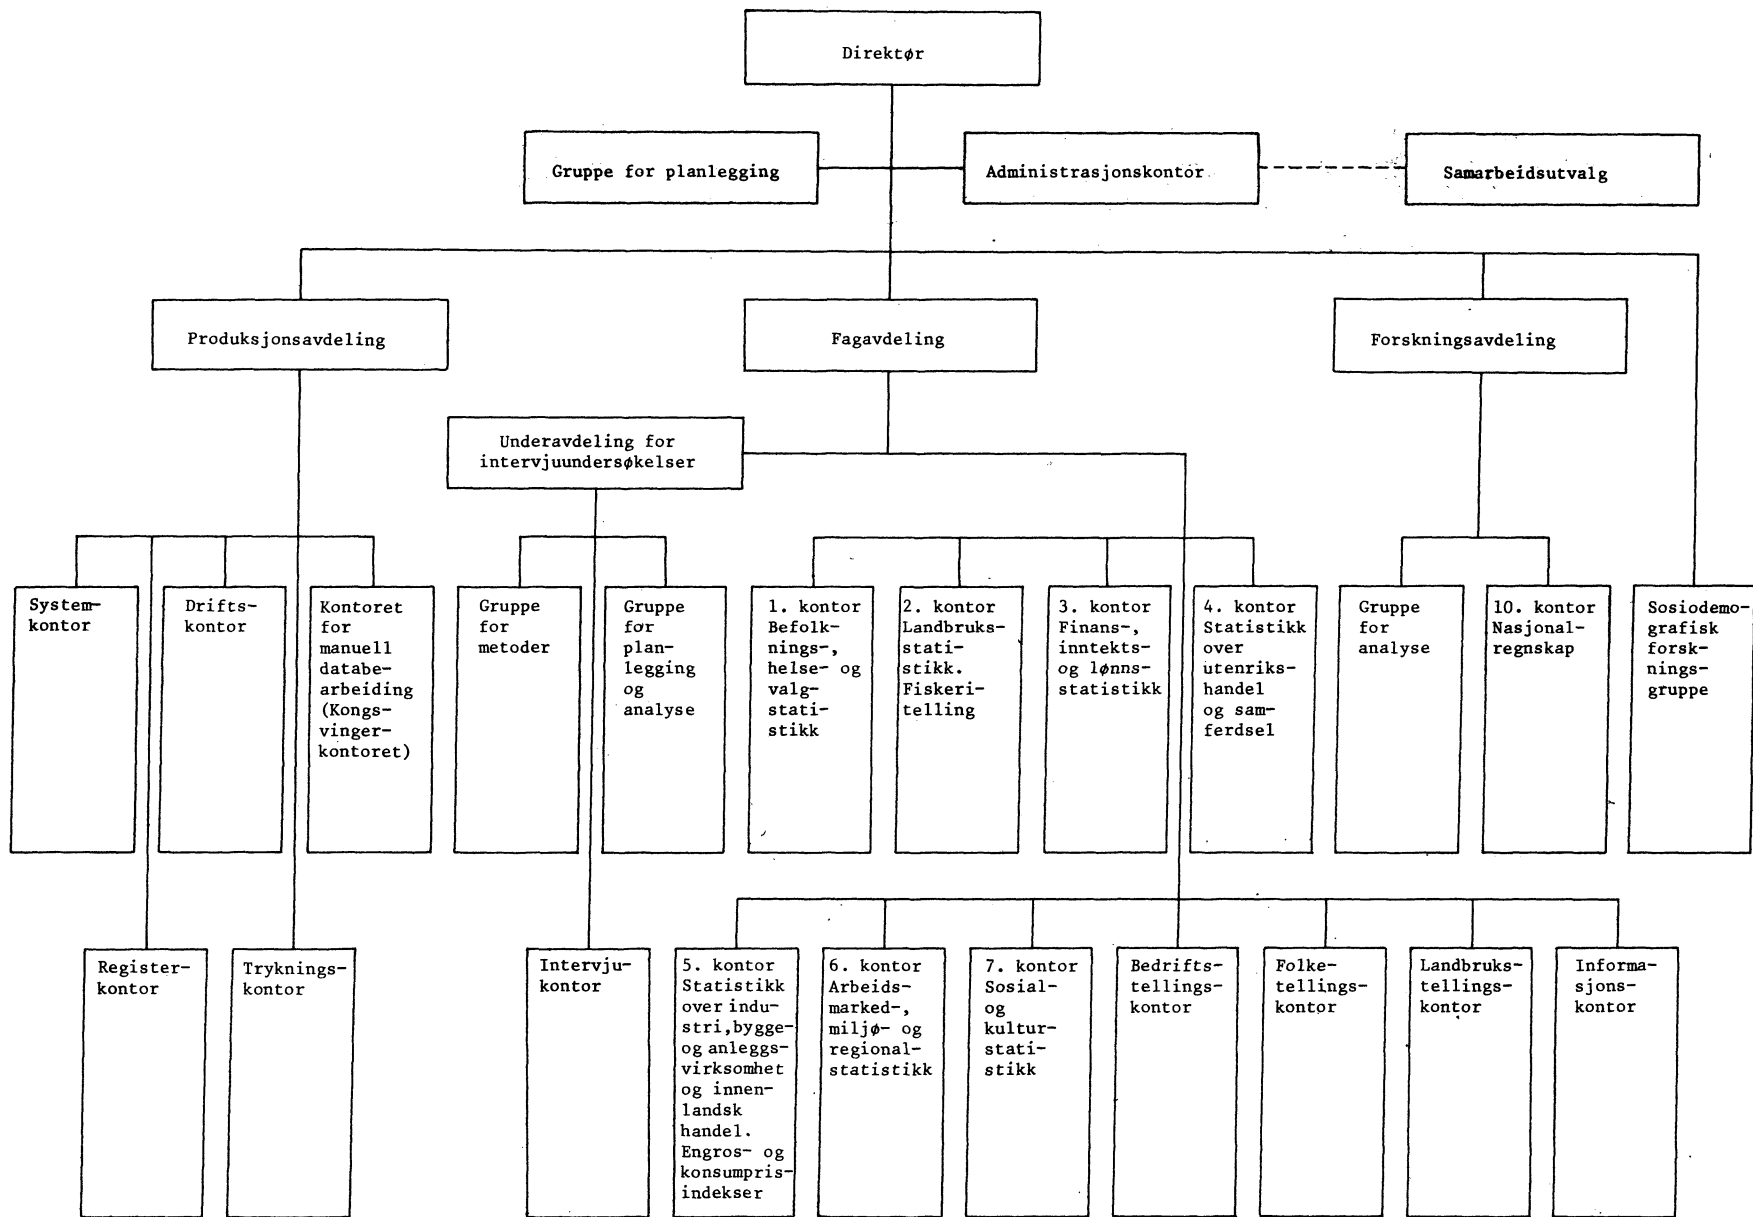 Direktør
Gruppe for planlegging
Administrasjonskontor
Samarbeidsutvalg
Produksjonsavdeling
Fagavdeling
Forskningsavdeling
Underavdeling for
intervjuundersøkelser
System-
kontor
Drifts-
kontor
Kontoret
for
manuell
databe-
arbeiding
(Kongs-
vinger-
kontoret)
Gruppe
for
metoder
Gruppe
for
plan-
legging
og
analyse
1. kontor
Befolk-
nings-,
helse- og
valg-
stati-
stikk
2. kontor
Landbruks-
stati-
stikk.
Fiskeri-
telling
3. kontor
Finans-,
inntekts-
og lønns-
statistikk
4. kontor
Statistikk
over
utenriks-
handel
og sam-
ferdsel
Gruppe
for
analyse
10. kontor
Nasjonal-
regnskap
Sosiodemo-
grafisk
forsk-
nings-
gruppe
Register-
kontor
Tryknings-
kontor
Intervju-
kontor
5. kontor
Statistikk
over indu-
stri,bygge-
og anleggs-
virksomhet
og innen-
landsk
handel.
Engros- og
konsumpris-
indekser
6. kontor
Arbeids-
marked-,
miljø- og
regional-
statistikk
7. kontor
Sosial-
og
kultur-
stati-
stikk
Bedrifts-
tellings-
kontor
Folke-
tellings-
kontor
Landbruks-
tellings-
kontor
Informa-
sjons-
kontor